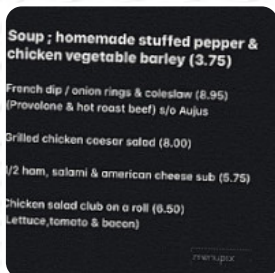 Soup ; homemade stuffed pepper &
chicken vegetable barley (3.75)
French dip / onion rings & coleslaw (8.95)
(Provolone & hot roast beef) s/o Aujus
Grilled chicken caesar salad (8.00)
1/2 ham, salami & american cheese sub (5.75)
Chicken salad club on a roll (6.50)
Lettuce,tomato & bacon)
menupix